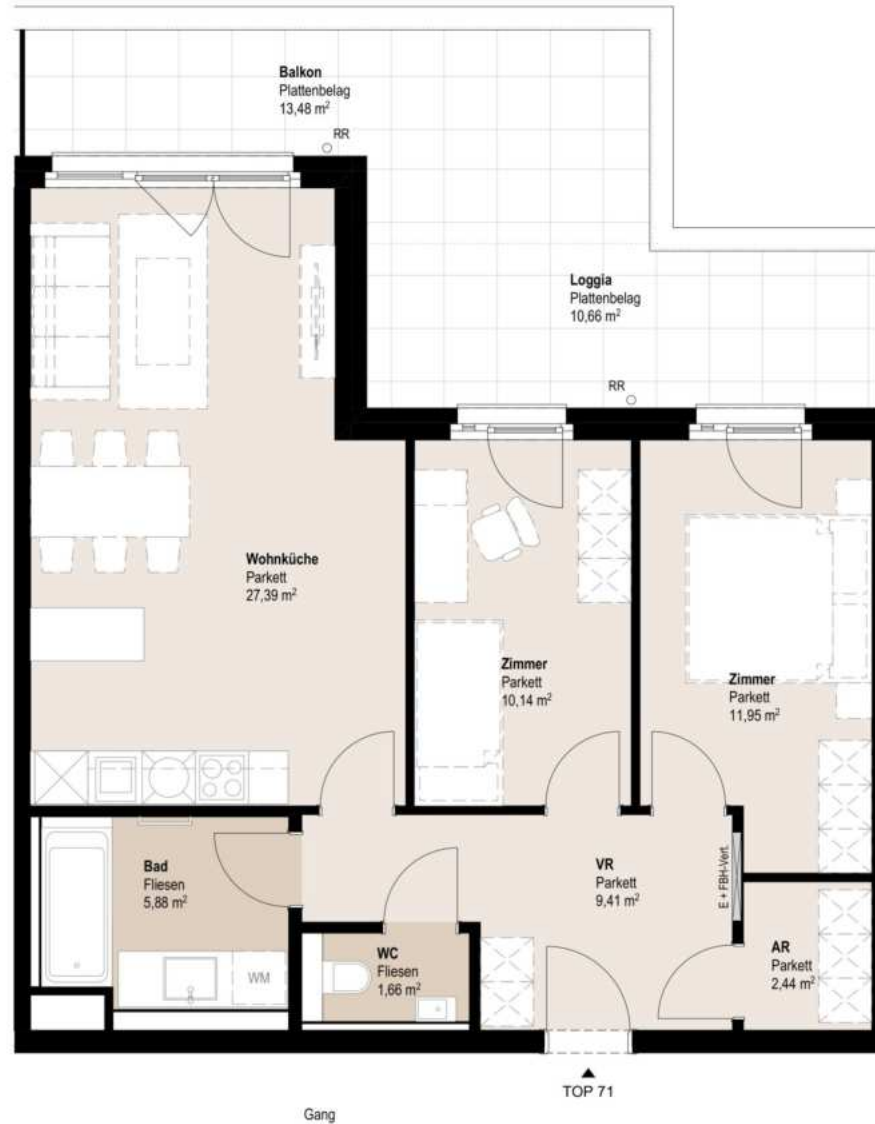 Balkon
Plattenbelag
13,48 m²
RR
Loggia
Plattenbelag
10,66 m²
RR
Wohnküche
Parkett
27,39 m²
Zimmer
Parkett
10,14 m²
Zimmer
Parkett
11,95 m²
Bad
Fliesen
5,88 m²
WM
WC
Fliesen
1,66 m²
VR
Parkett
9,41 m²
E + FBH-Vert.
AR
Parkett
2,44 m²
TOP 71
Gang